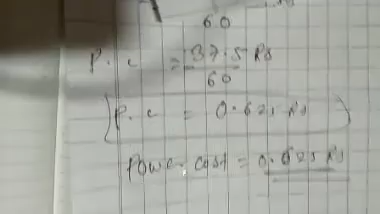 60
P.C = 37.5 Rs
60
(P.C = 0.625 Rs)
Power cost = 0.625 Rs